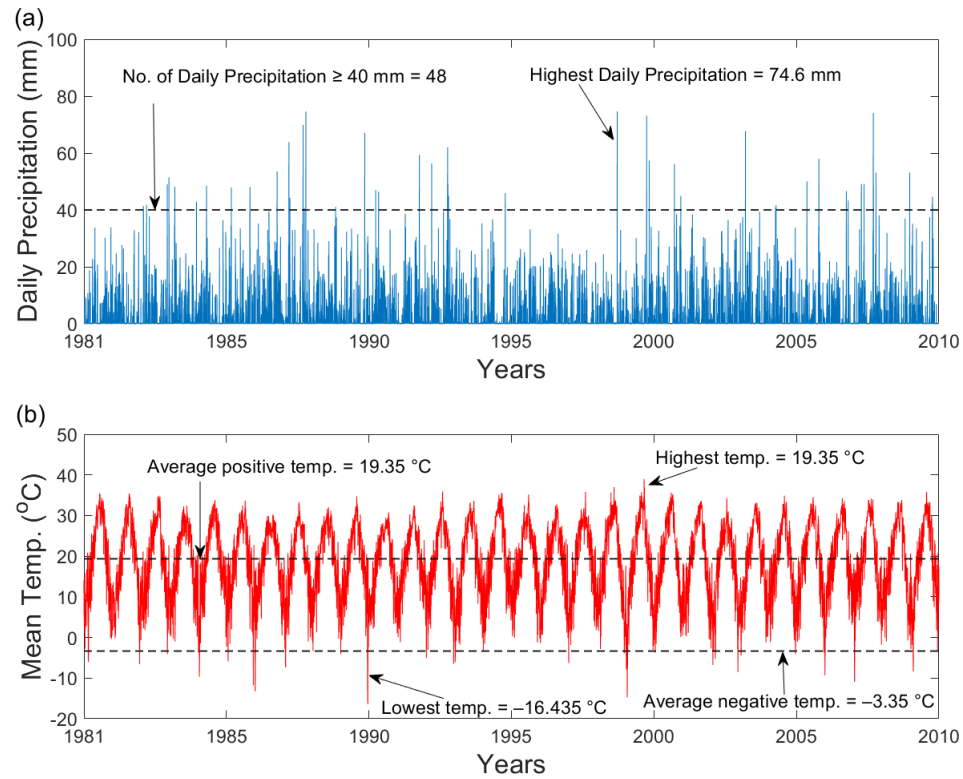 (a)
100
80
60
40
20
0
Daily Precipitation (mm)
No. of Daily Precipitation ≥ 40 mm = 48
Highest Daily Precipitation = 74.6 mm
1981 1985 1990 1995 2000 2005 2010
Years
(b)
50
40
30
20
10
0
-10
-20
Mean Temp. (°C)
Average positive temp. = 19.35 °C
Highest temp. = 19.35 °C
Lowest temp. = –16.435 °C
Average negative temp. = –3.35 °C
1981 1985 1990 1995 2000 2005 2010
Years